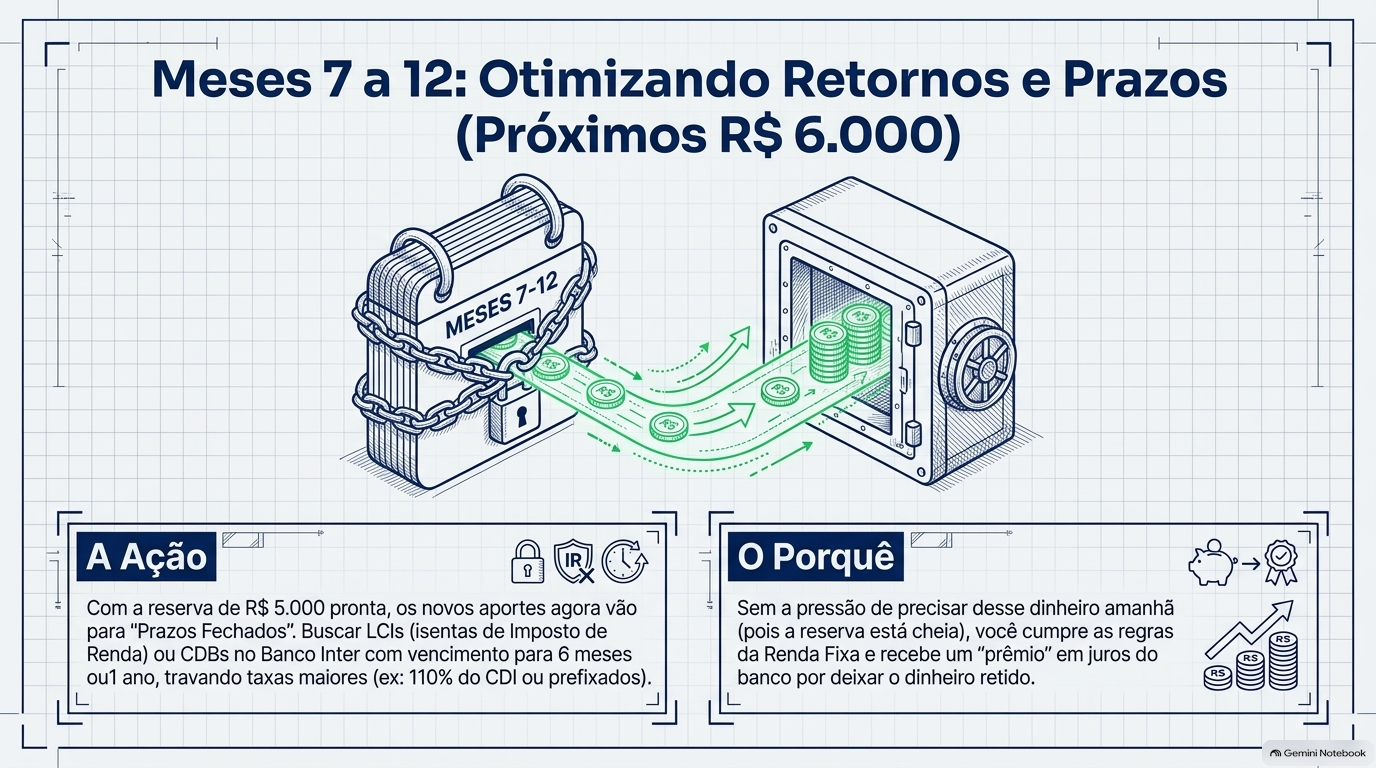 Meses 7 a 12: Otimizando Retornos e Prazos
(Próximos R$ 6.000)
MESES 7-12
R$
R$
R$
R$
R$
R$
A Ação
IR
Com a reserva de R$ 5.000 pronta, os novos aportes agora vão
para "Prazos Fechados". Buscar LCIs (isentas de Imposto de
Renda) ou CDBs no Banco Inter com vencimento para 6 meses
ou1 ano, travando taxas maiores (ex: 110% do CDI ou prefixados).
O Porquê
Sem a pressão de precisar desse dinheiro amanhã
(pois a reserva está cheia), você cumpre as regras
da Renda Fixa e recebe um "prêmio" em juros do
banco por deixar o dinheiro retido.
RS
RS
RS
Gemini Notebook